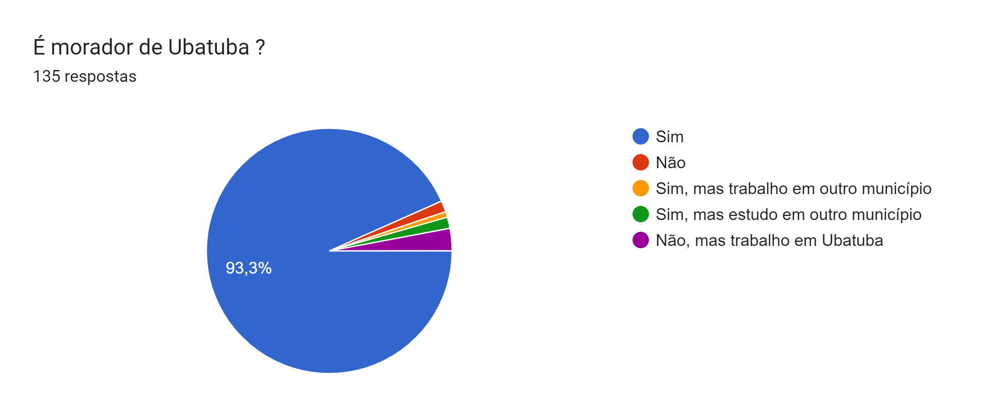 É morador de Ubatuba ?
135 respostas
93,3%
Sim
Não
Sim, mas trabalho em outro município
Sim, mas estudo em outro município
Não, mas trabalho em Ubatuba